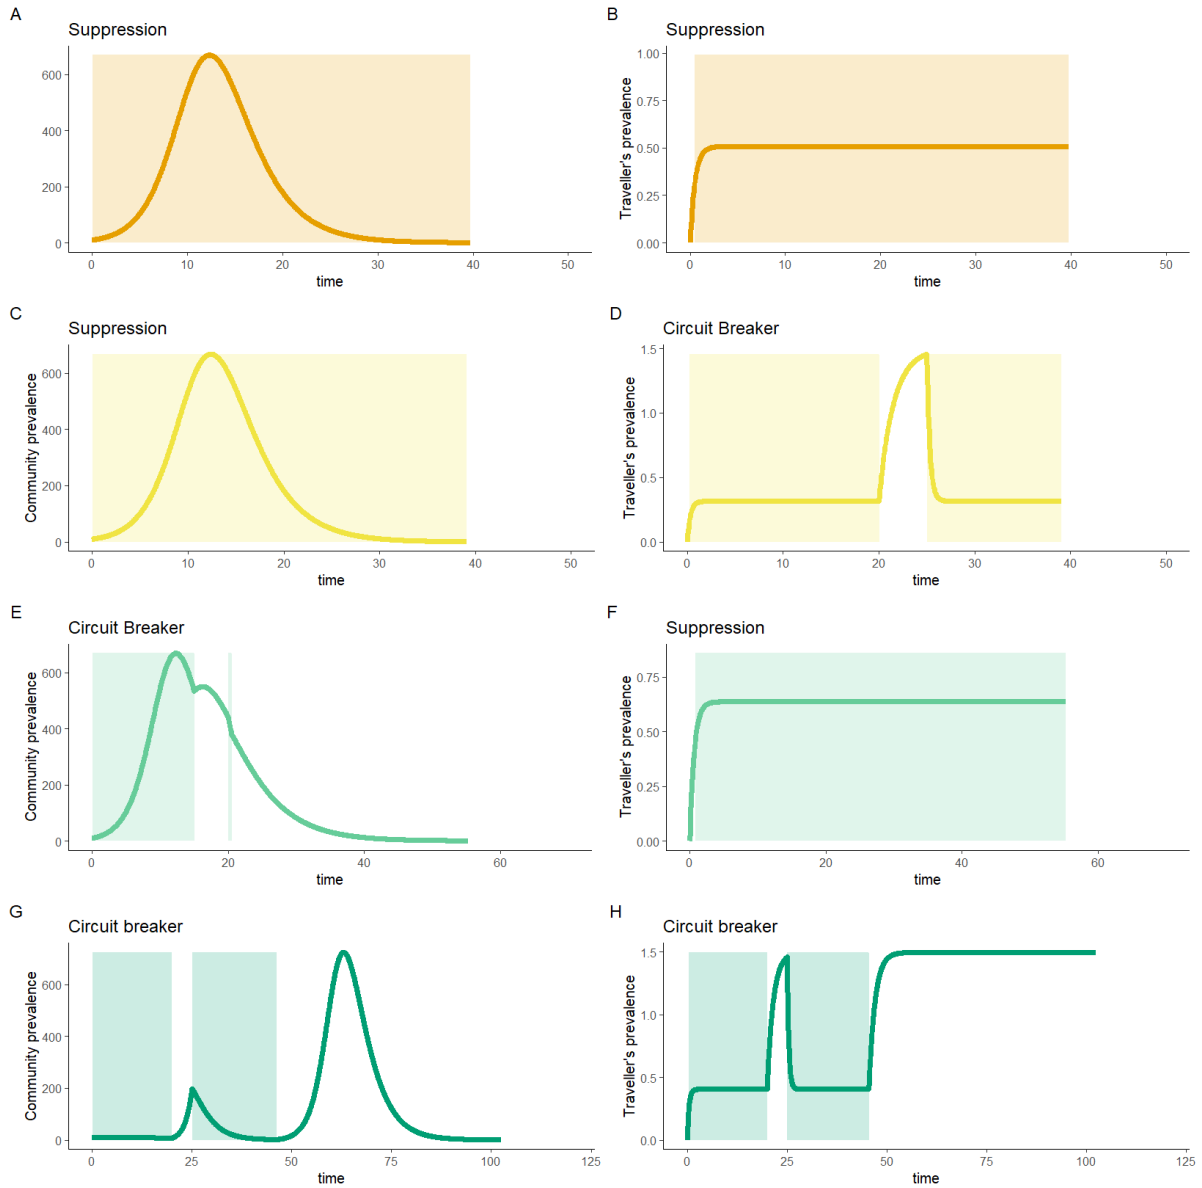 A
Suppression
600
400
200
0
0 10 20 30 40 50
time
B
Suppression
Traveller's prevalence
1.00
0.75
0.50
0.25
0.00
0 10 20 30 40 50
time
C
Suppression
Community prevalence
600
400
200
0
0 10 20 30 40 50
time
D
Circuit Breaker
Traveller's prevalence
1.5
1.0
0.5
0.0
0 10 20 30 40 50
time
E
Circuit Breaker
Community prevalence
600
400
200
0
0 20 40 60
time
F
Suppression
Traveller's prevalence
0.75
0.50
0.25
0.00
0 20 40 60
time
G
Circuit breaker
Community prevalence
600
400
200
0
0 25 50 75 100 125
time
H
Circuit breaker
Traveller's prevalence
1.5
1.0
0.5
0.0
0 25 50 75 100 125
time